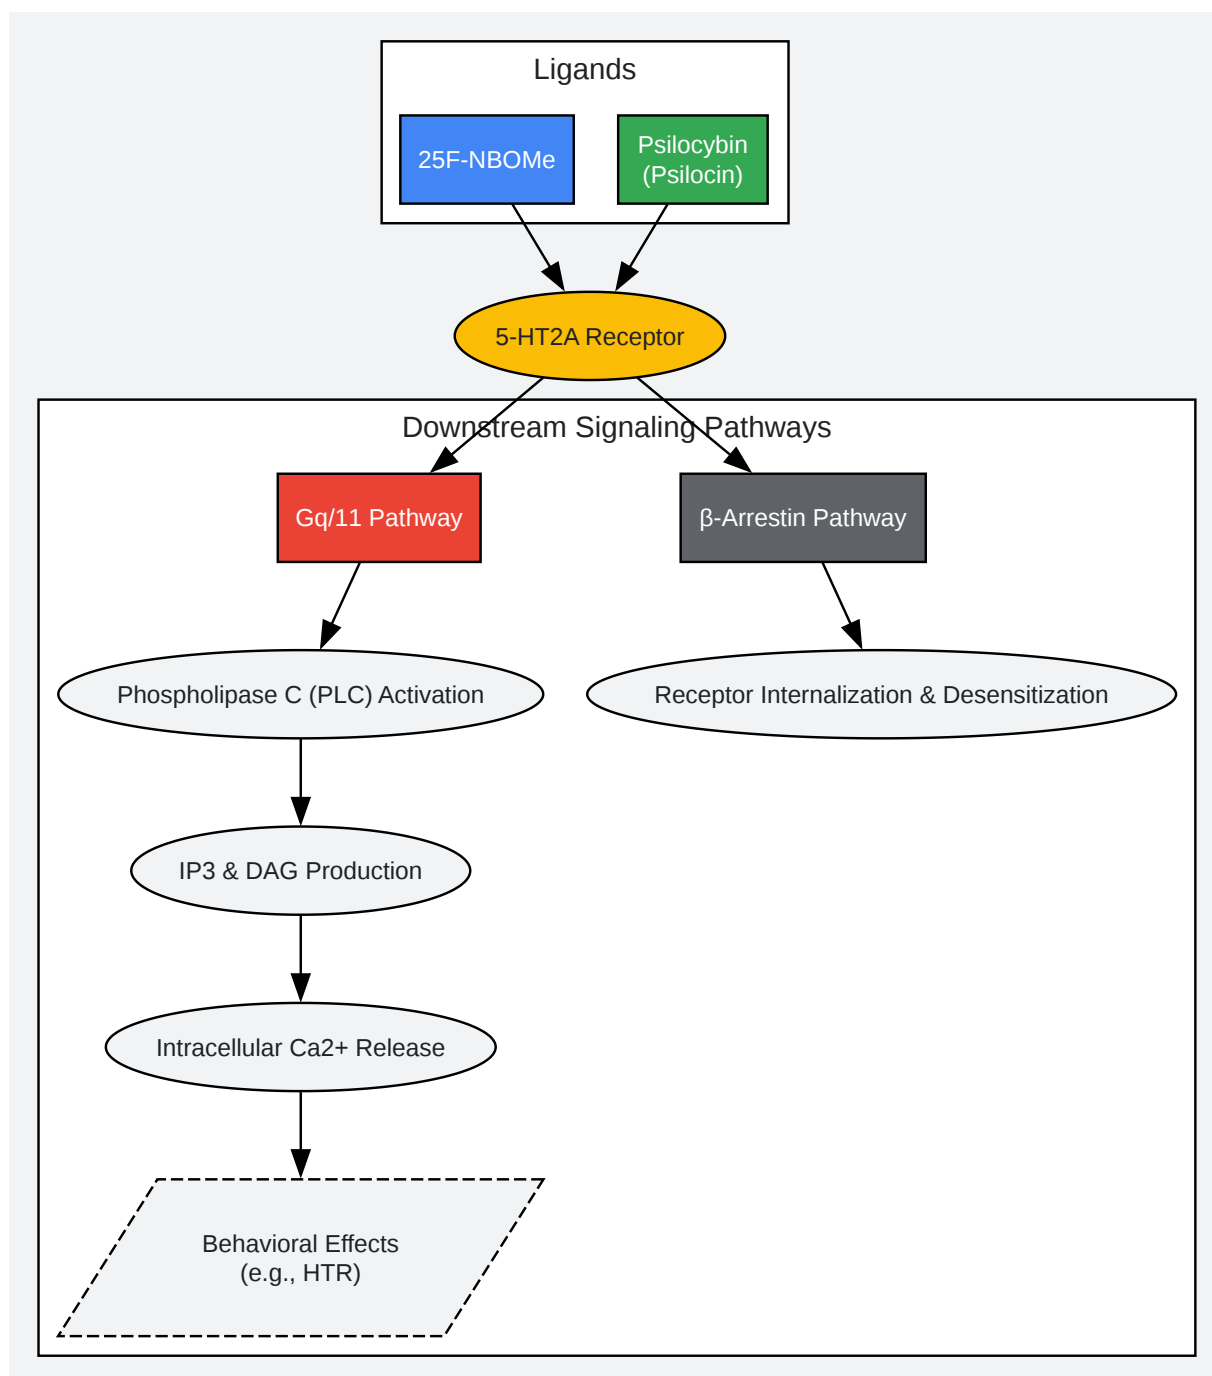 Ligands
25F-NBOMe
Psilocybin
(Psilocin)
5-HT2A Receptor
Downstream Signaling Pathways
Gq/11 Pathway
β-Arrestin Pathway
Phospholipase C (PLC) Activation
Receptor Internalization & Desensitization
IP3 & DAG Production
Intracellular Ca2+ Release
Behavioral Effects
(e.g., HTR)